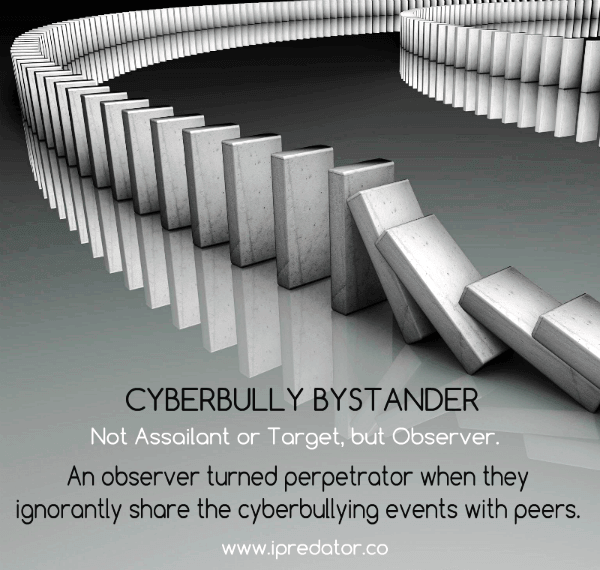 CYBERBULLY BYSTANDER
Not Assailant or Target, but Observer.
An observer turned perpetrator when they
ignorantly share the cyberbullying events with peers.
www.ipredator.co